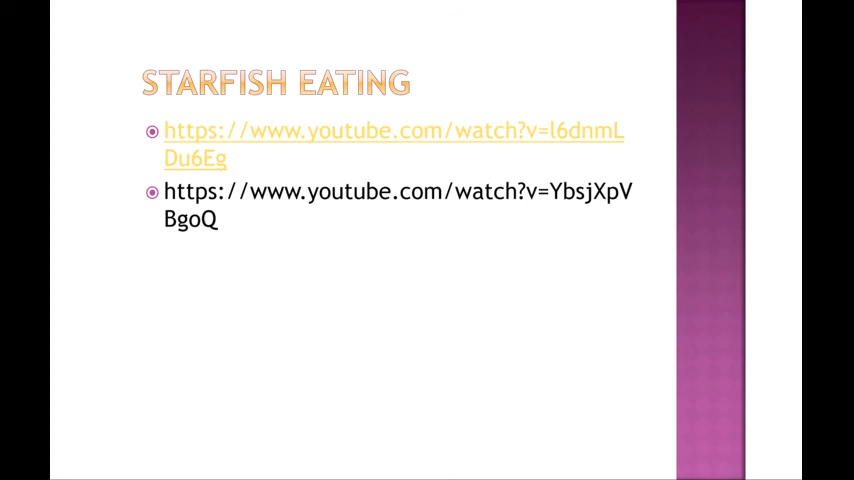 STARFISH EATING
https://www.youtube.com/watch?v=l6dnmL
Du6Eg
https://www.youtube.com/watch?v=YbsjXpV
BgoQ